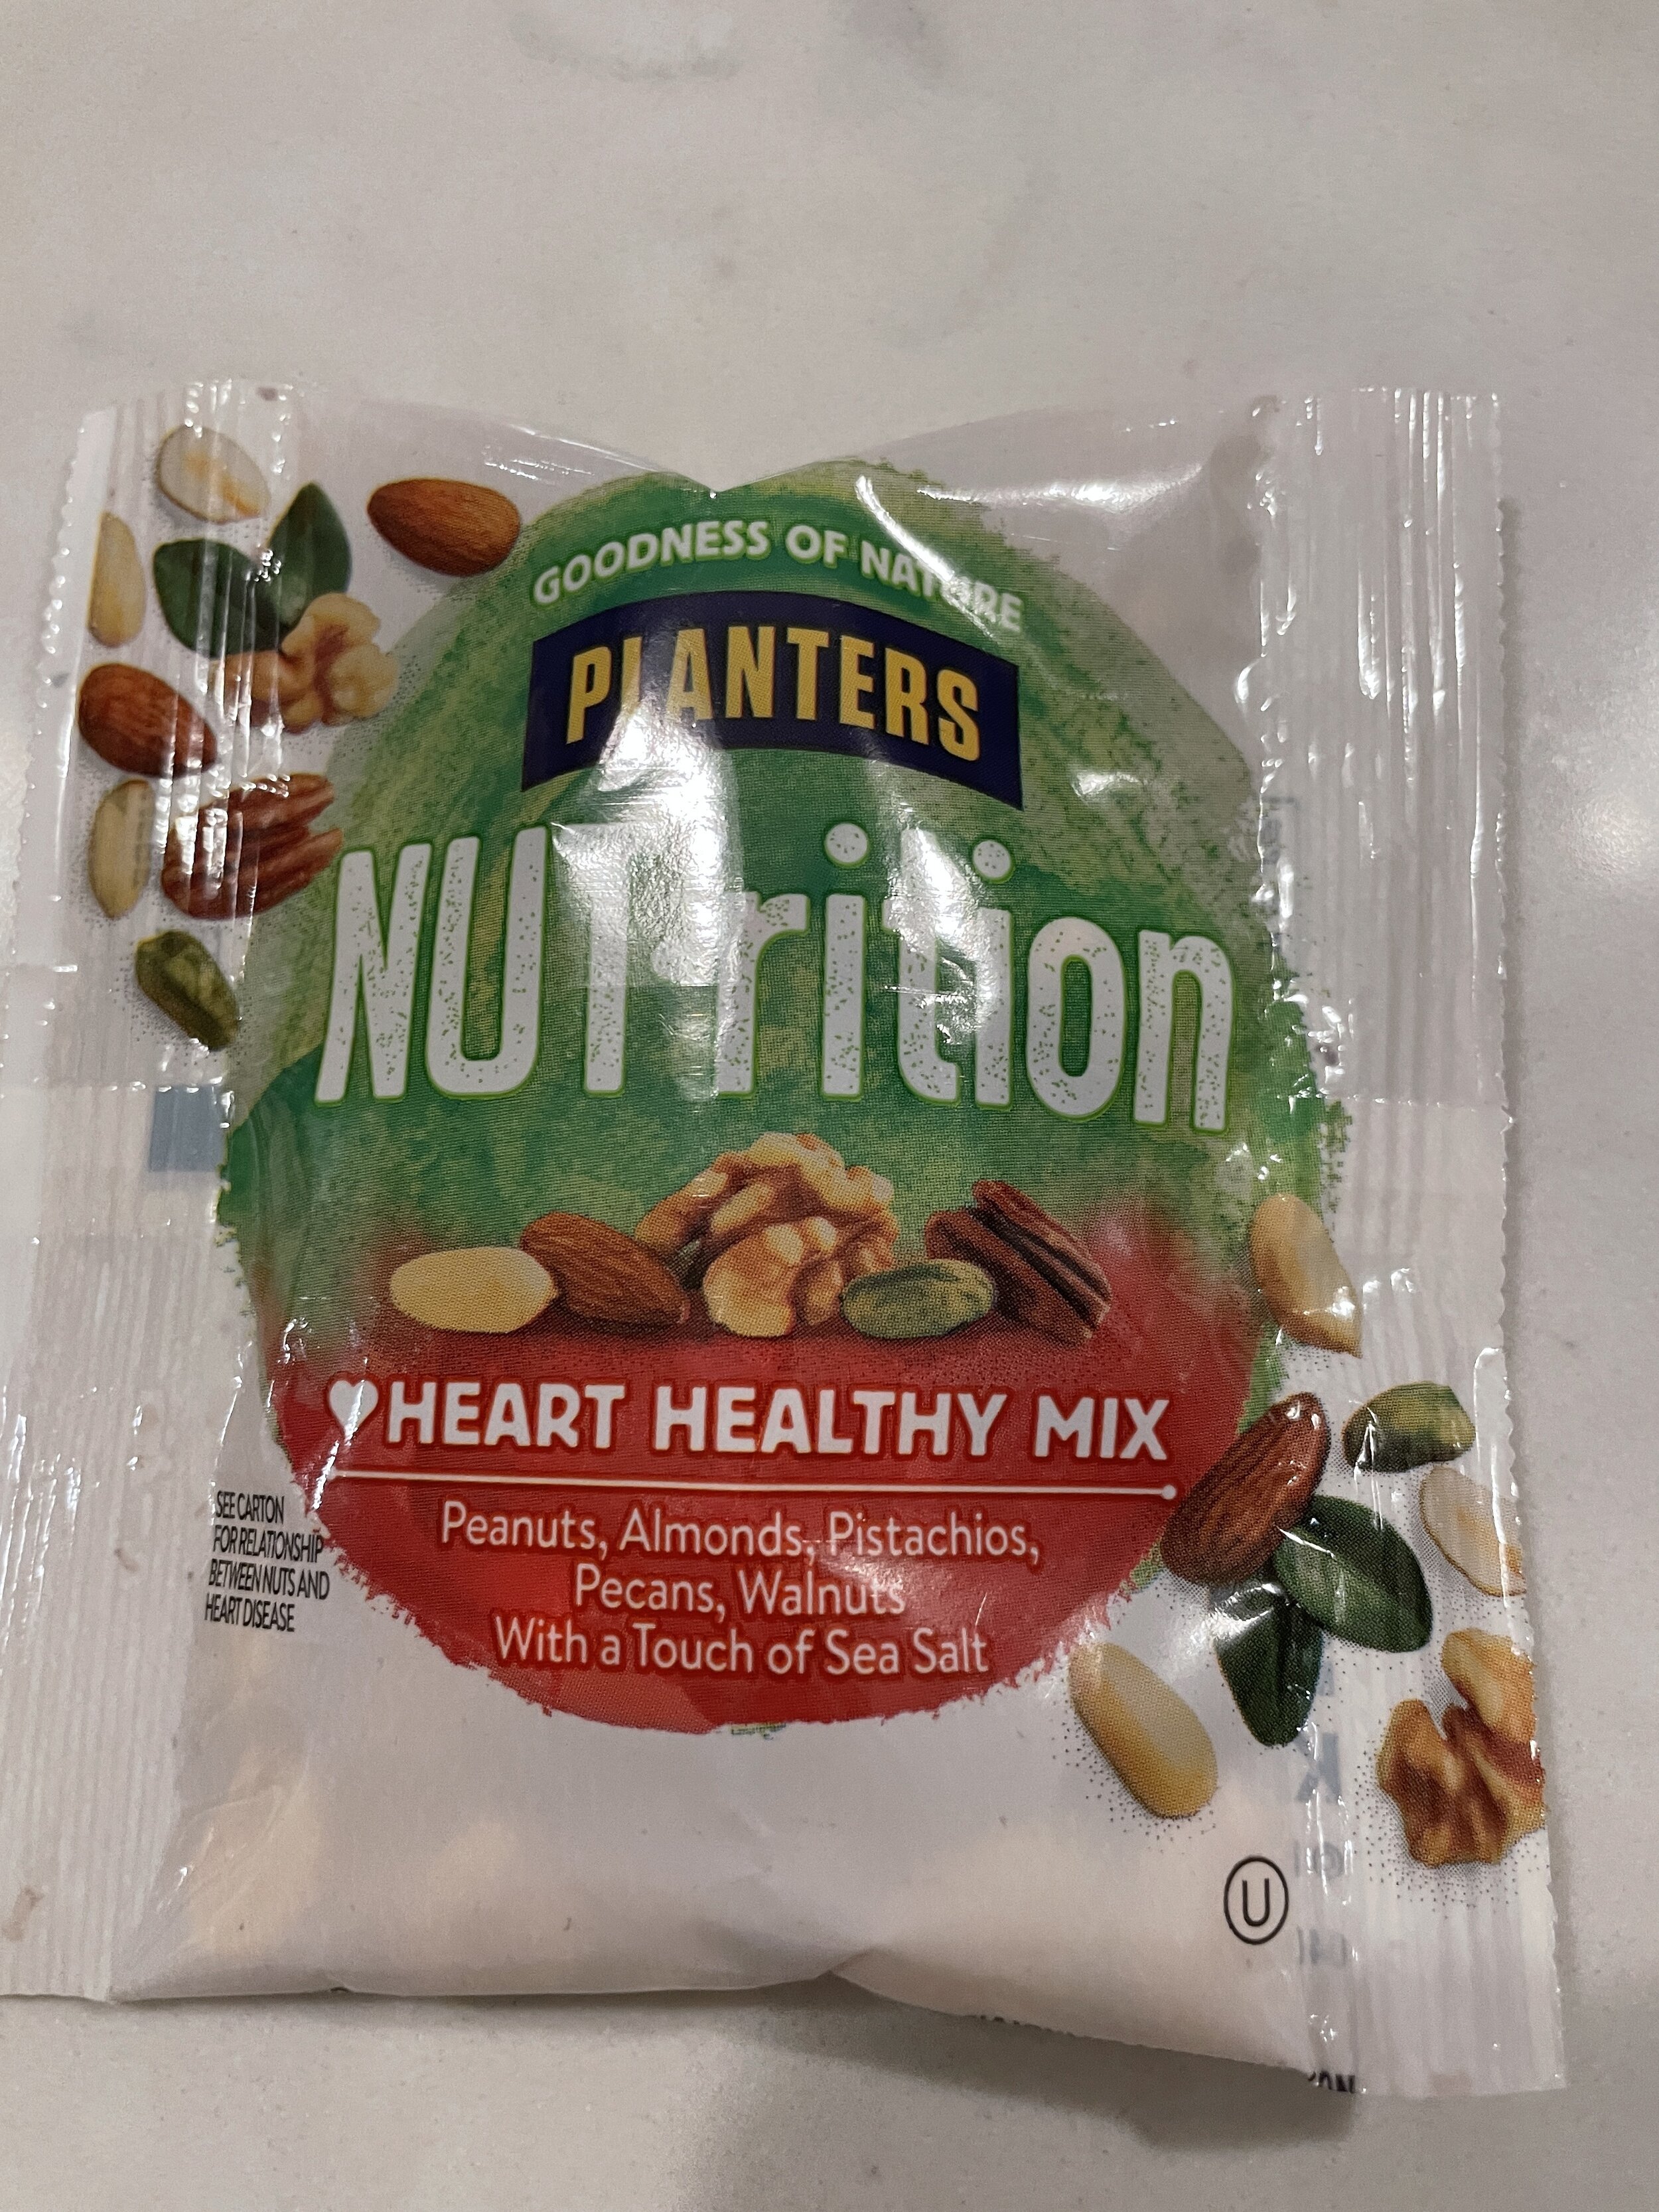 GOODNESS OF NATURE
PLANTERS
NUTrition
HEART HEALTHY MIX
Peanuts, Almonds, Pistachios,
Pecans, Walnuts
With a Touch of Sea Salt
SEE CARTON
FOR RELATIONSHIP
BETWEEN NUTS AND
HEART DISEASE
U